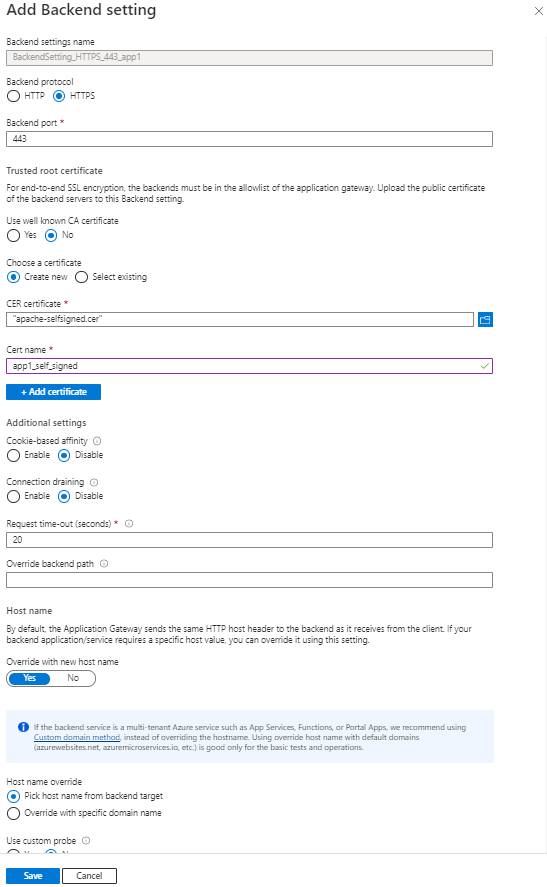 Add Backend setting
Backend settings name
BackendSetting_HTTPS_443_app1
Backend protocol
HTTP HTTPS
Backend port *
443
Trusted root certificate
For end-to-end SSL encryption, the backends must be in the allowlist of the application gateway. Upload the public certificate
of the backend servers to this Backend setting.
Use well known CA certificate
Yes No
Choose a certificate
Create new Select existing
CER certificate *
"apache-selfsigned.cer"
Cert name *
app1_self_signed
+ Add certificate
Additional settings
Cookie-based affinity
Enable Disable
Connection draining
Enable Disable
Request time-out (seconds) *
20
Override backend path
Host name
By default, the Application Gateway sends the same HTTP host header to the backend as it receives from the client. If your
backend application/service requires a specific host value, you can override it using this setting.
Override with new host name
Yes No
If the backend service is a multi-tenant Azure service such as App Services, Functions, or Portal Apps, we recommend using
Custom domain method, instead of overriding the hostname. Using override host name with default domains
(azurewebsites.net, azuremicroservices.io, etc.) is good only for the basic tests and operations.
Host name override
Pick host name from backend target
Override with specific domain name
Use custom probe
Save Cancel